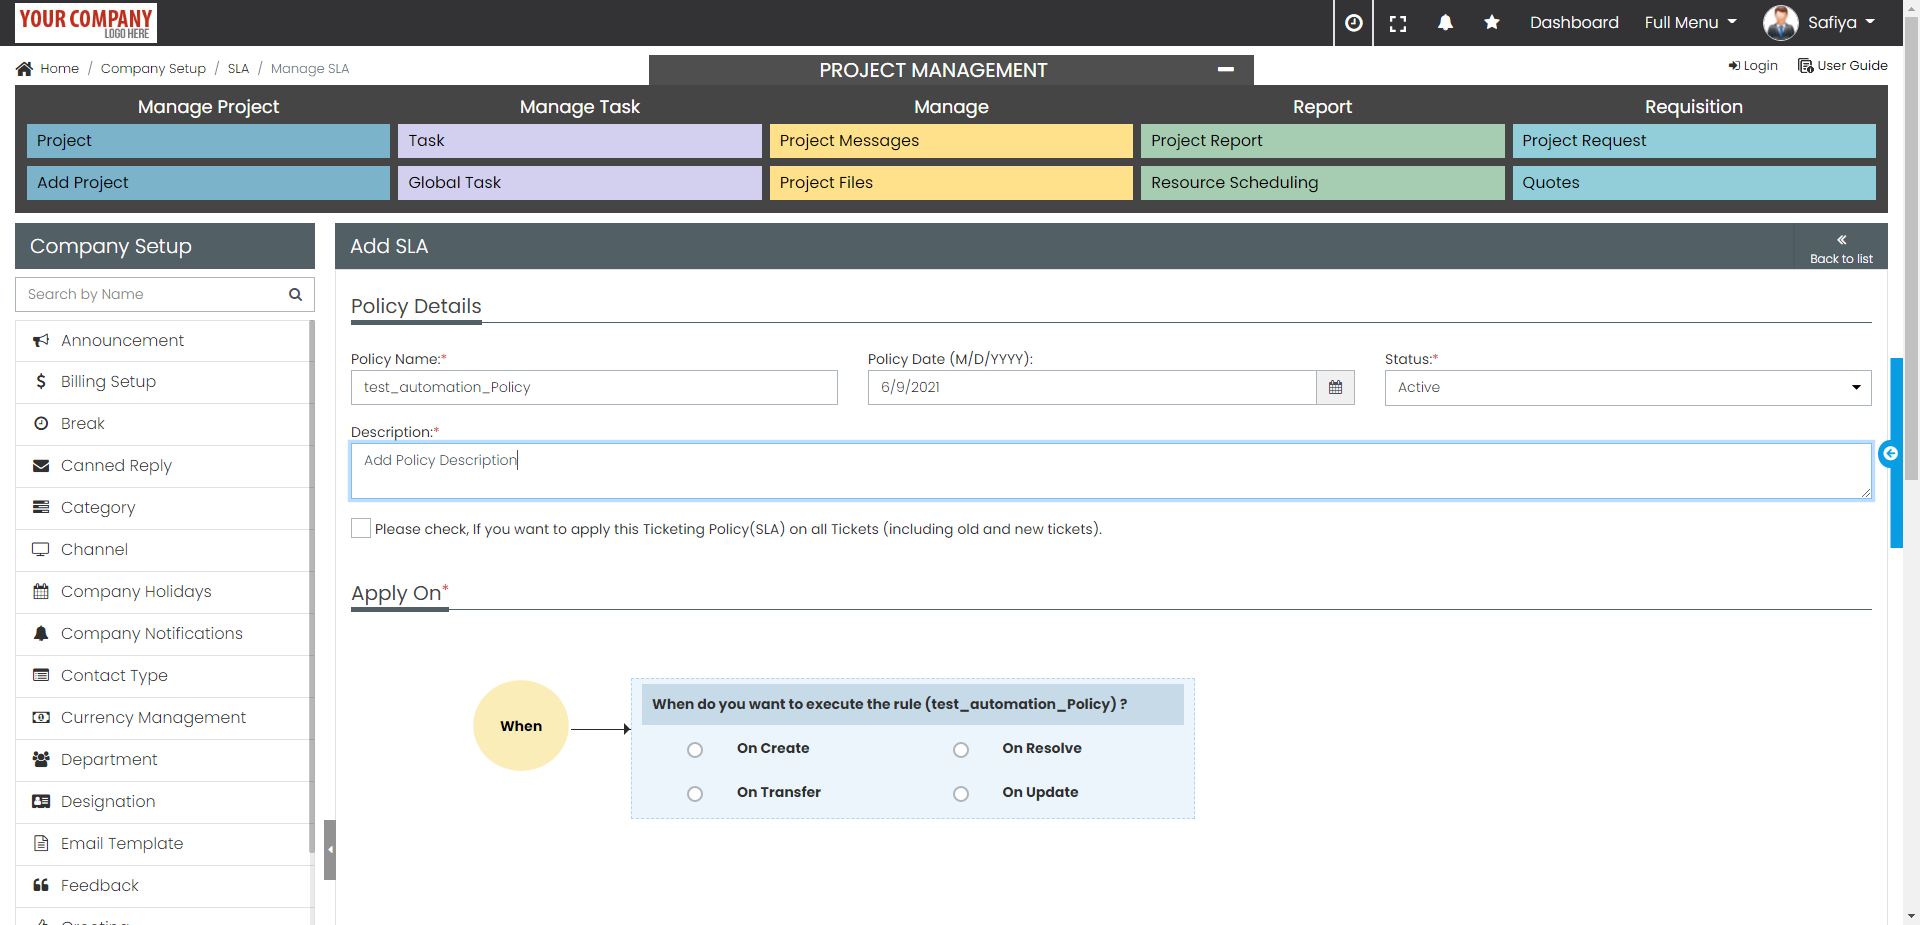 YOUR COMPANY
LOGO HERE
Dashboard
Full Menu
Safiya
Home / Company Setup / SLA / Manage SLA
PROJECT MANAGEMENT
Login
User Guide
Manage Project
Manage Task
Manage
Report
Requisition
Project
Task
Project Messages
Project Report
Project Request
Add Project
Global Task
Project Files
Resource Scheduling
Quotes
Company Setup
Search by Name
Announcement
Billing Setup
Break
Canned Reply
Category
Channel
Company Holidays
Company Notifications
Contact Type
Currency Management
Department
Designation
Email Template
Feedback
Greeting
Add SLA
Back to list
Policy Details
Policy Name:*
Policy Date (M/D/YYYY):
Status:*
test_automation_Policy
6/9/2021
Active
Description:*
Add Policy Description
Please check, If you want to apply this Ticketing Policy(SLA) on all Tickets (including old and new tickets).
Apply On*
When
When do you want to execute the rule (test_automation_Policy) ?
On Create
On Resolve
On Transfer
On Update